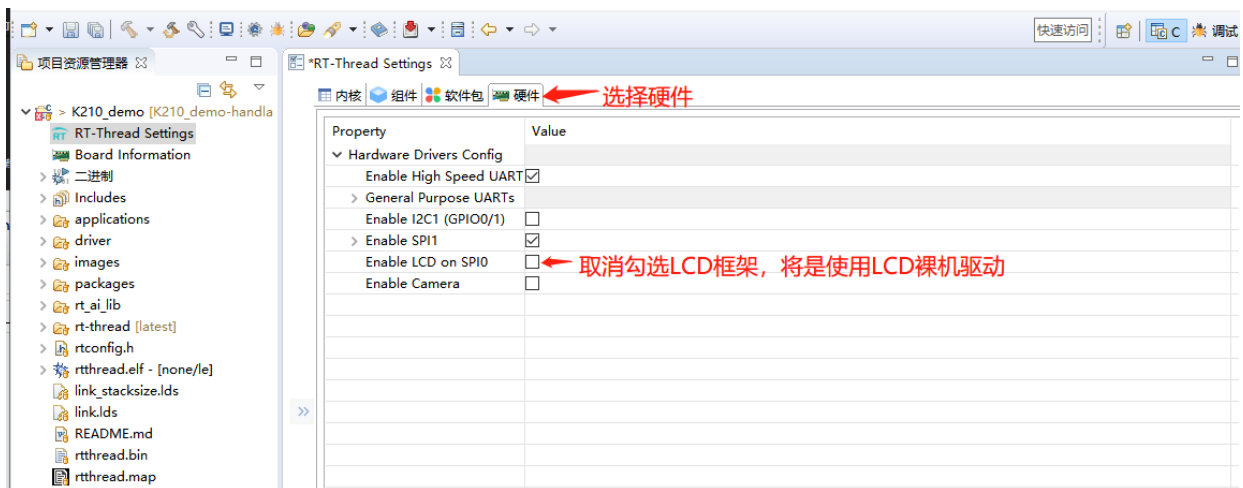 快速访问
C
调试
项目资源管理器
*RT-Thread Settings
内核
组件
软件包
硬件
选择硬件
> K210_demo [K210_demo-handla
RT-Thread Settings
Board Information
二进制
Includes
applications
driver
images
packages
rt_ai_lib
rt-thread [latest]
rtconfig.h
rtthread.elf - [none/le]
link_stacksize.lds
link.lds
README.md
rtthread.bin
rtthread.map
Property Value
Hardware Drivers Config
Enable High Speed UART
General Purpose UARTs
Enable I2C1 (GPIO0/1)
Enable SPI1
Enable LCD on SPI0
取消勾选LCD框架，将是使用LCD裸机驱动
Enable Camera